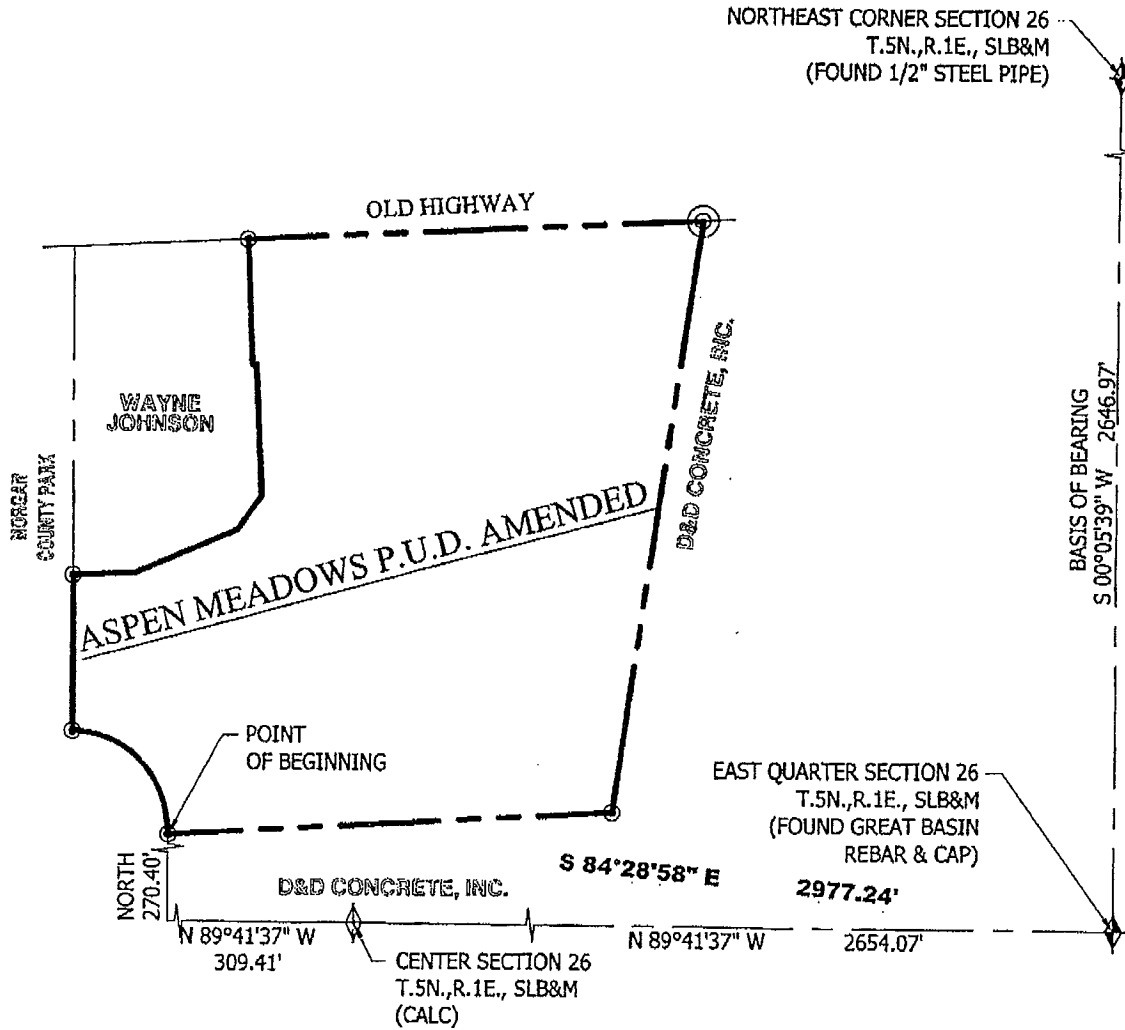 NORTHEAST CORNER SECTION 26
T.5N.,R.1E., SLB&M
(FOUND 1/2" STEEL PIPE)
OLD HIGHWAY
WAYNE
JOHNSON
MORGAN
COUNTY PARK
D&D CONCRETE, INC.
BASIS OF BEARING
S 00°05'39" W 2646.97'
ASPEN MEADOWS P.U.D. AMENDED
POINT
OF BEGINNING
EAST QUARTER SECTION 26
T.5N.,R.1E., SLB&M
(FOUND GREAT BASIN
REBAR & CAP)
NORTH
270.40'
D&D CONCRETE, INC.
S 84°28'58" E 2977.24'
N 89°41'37" W
309.41'
N 89°41'37" W 2654.07'
CENTER SECTION 26
T.5N.,R.1E., SLB&M
(CALC)